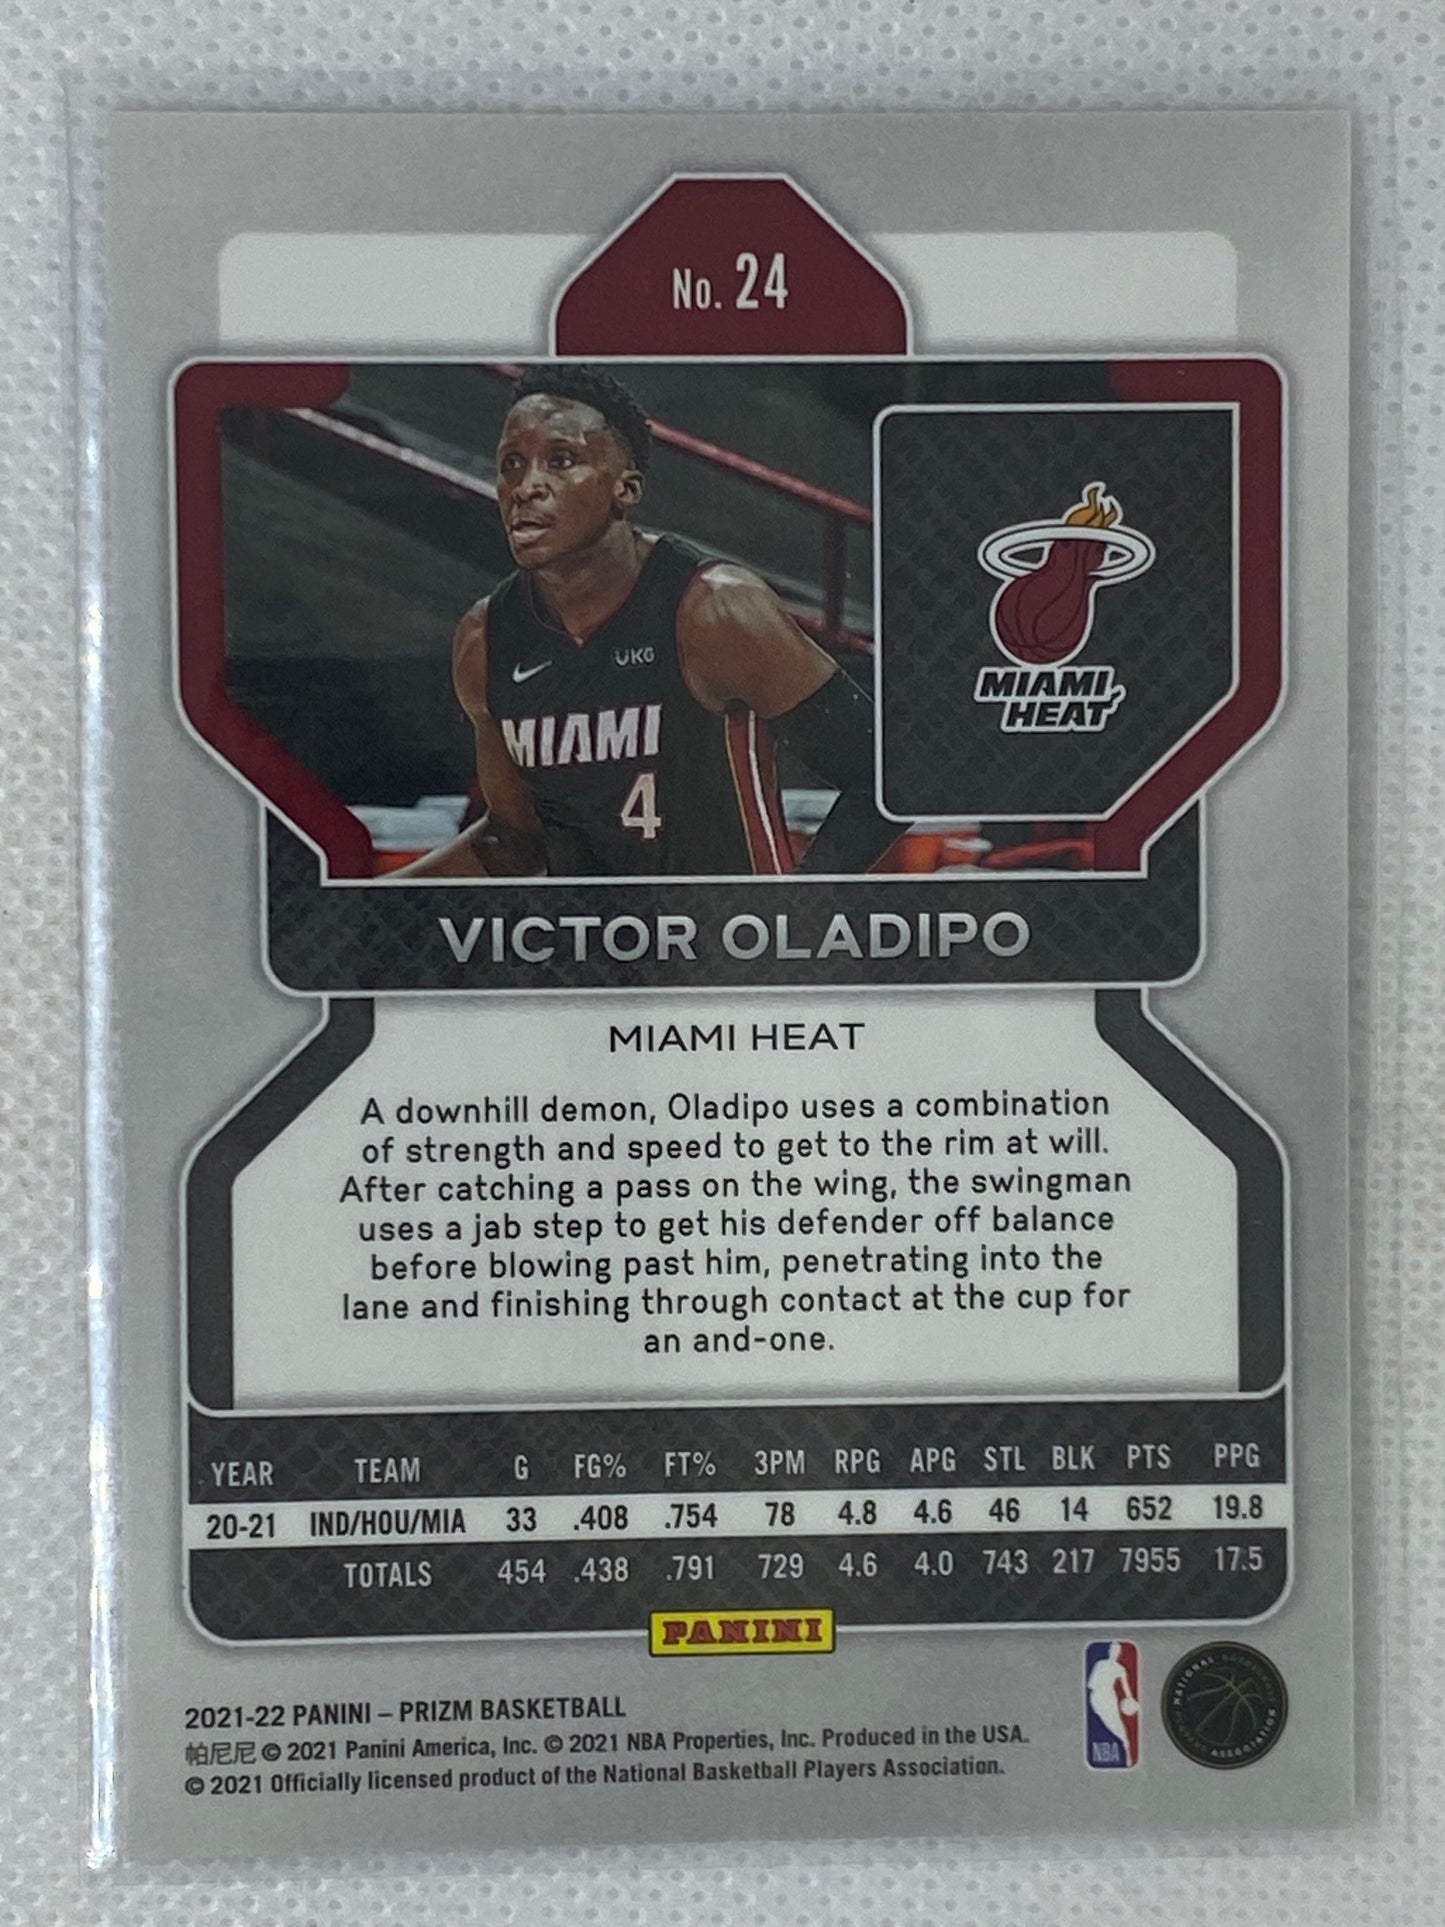 No. 24
UKG
MIAMI
4
MIAMI
HEAT
VICTOR OLADIPO
MIAMI HEAT
A downhill demon, Oladipo uses a combination
of strength and speed to get to the rim at will.
After catching a pass on the wing, the swingman
uses a jab step to get his defender off balance
before blowing past him, penetrating into the
lane and finishing through contact at the cup for
an and-one.
YEAR TEAM G FG% FT% 3PM RPG APG STL BLK PTS PPG
20-21 IND/HOU/MIA 33 .408 .754 78 4.8 4.6 46 14 652 19.8
TOTALS 454 .438 .791 729 4.6 4.0 743 217 7955 17.5
PANINI
2021-22 PANINI – PRIZM BASKETBALL
帕尼尼 © 2021 Panini America, Inc. © 2021 NBA Properties, Inc. Produced in the USA.
© 2021 Officially licensed product of the National Basketball Players Association.
NBA
NATIONAL BASKETBALL PLAYERS ASSOCIATION